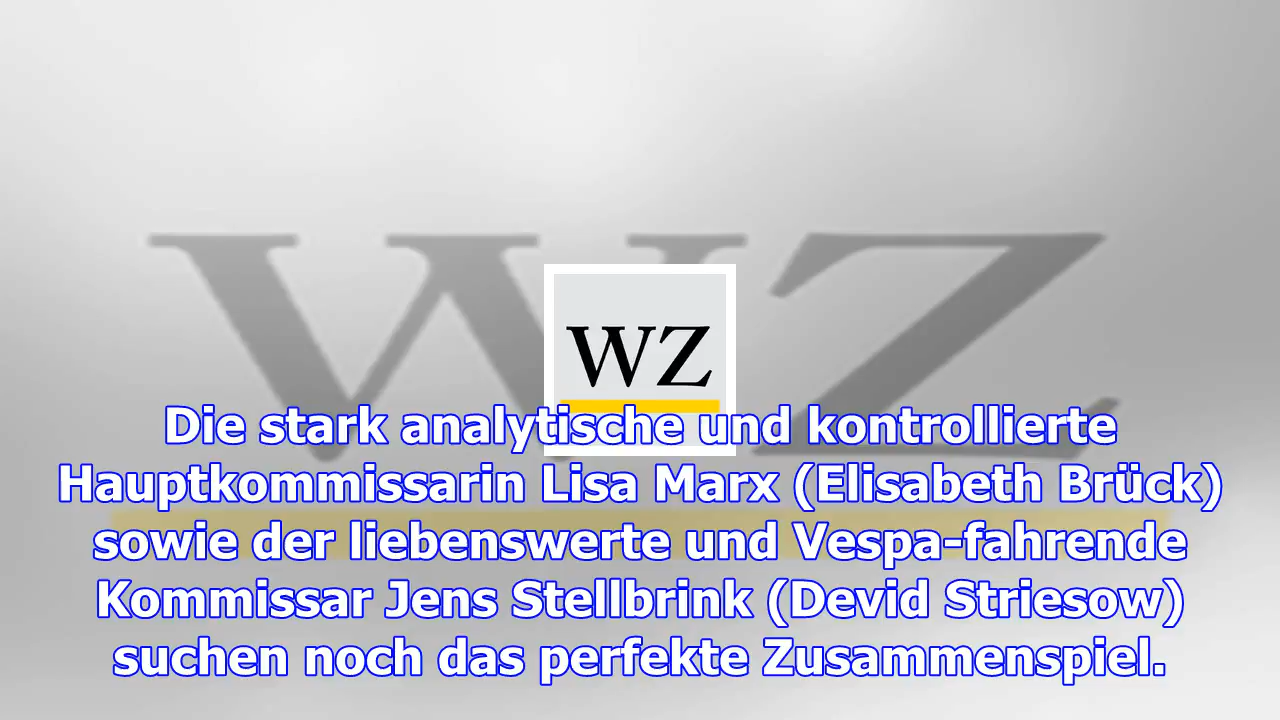 WZ
WZ
Die stark analytische und kontrollierte
Hauptkommissarin Lisa Marx (Elisabeth Brück)
sowie der liebenswerte und Vespa-fahrende
Kommissar Jens Stellbrink (Devid Striesow)
suchen noch das perfekte Zusammenspiel.